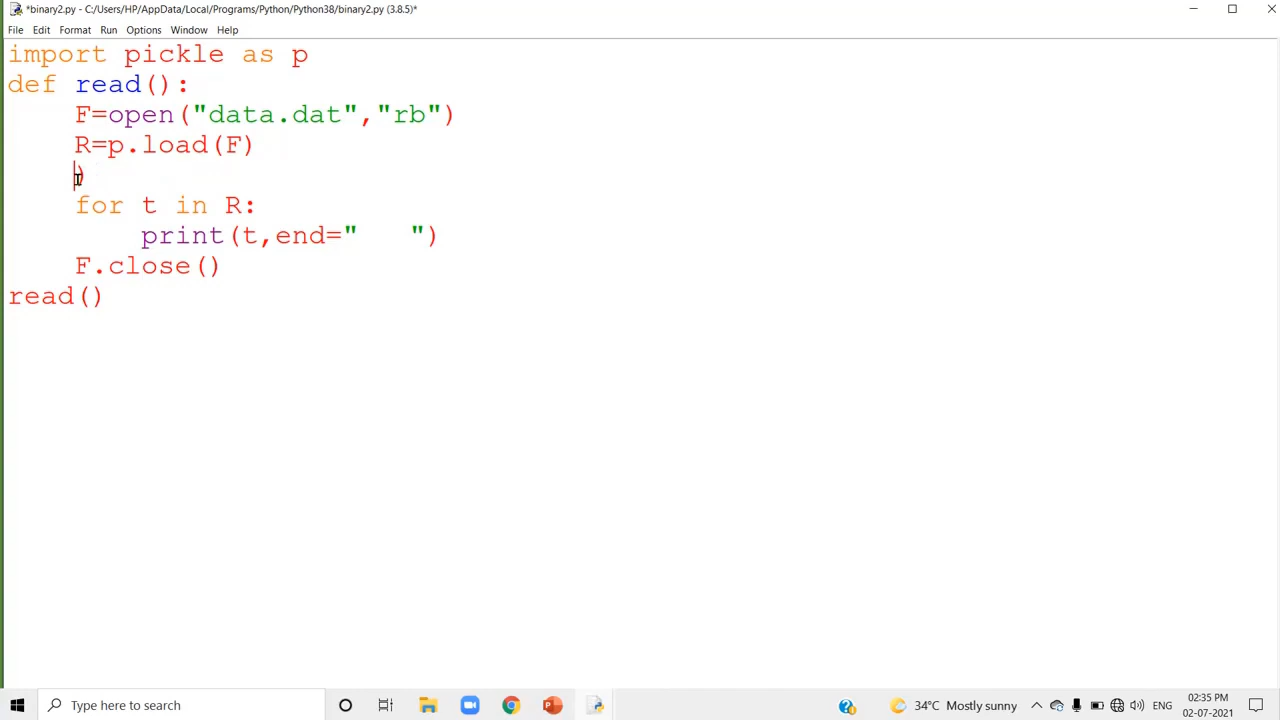 *binary2.py - C:/Users/HP/AppData/Local/Programs/Python/Python38/binary2.py (3.8.5)*
File Edit Format Run Options Window Help
import pickle as p
def read():
    F=open("data.dat","rb")
    R=p.load(F)
    )
    for t in R:
        print(t,end="   ")
    F.close()
read()
Type here to search
34°C Mostly sunny
ENG
02:35 PM
02-07-2021